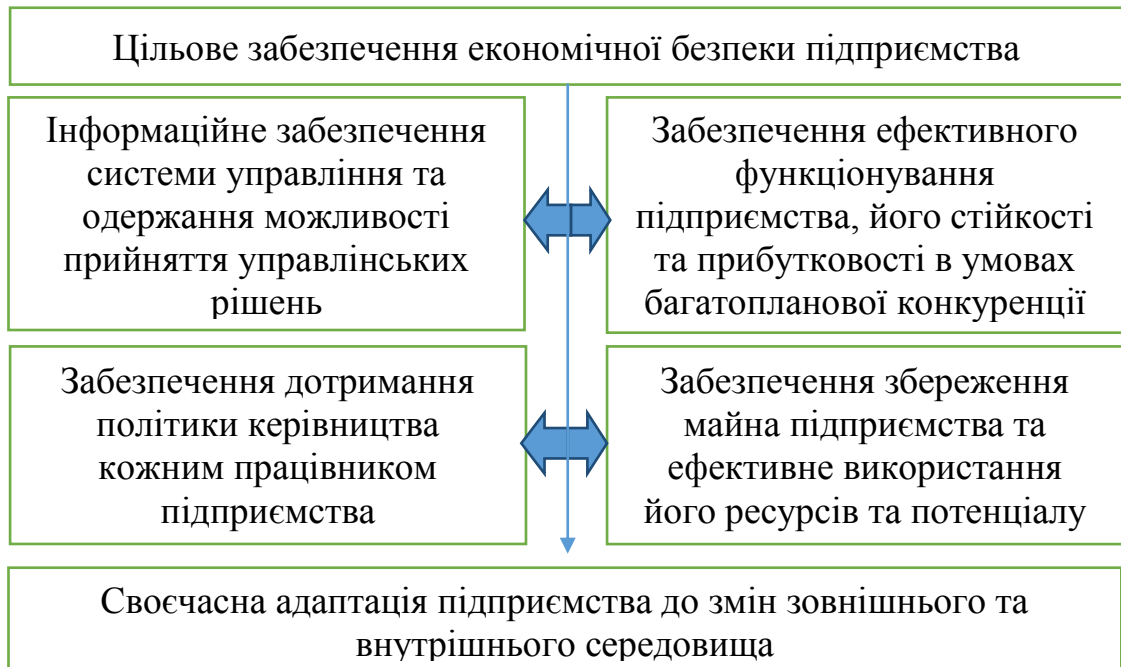 Цільове забезпечення економічної безпеки підприємства
Інформаційне забезпечення
системи управління та
одержання можливості
прийняття управлінських
рішень
Забезпечення ефективного
функціонування
підприємства, його стійкості
та прибутковості в умовах
багатопланової конкуренції
Забезпечення дотримання
політики керівництва
кожним працівником
підприємства
Забезпечення збереження
майна підприємства та
ефективне використання
його ресурсів та потенціалу
Своєчасна адаптація підприємства до змін зовнішнього та
внутрішнього середовища